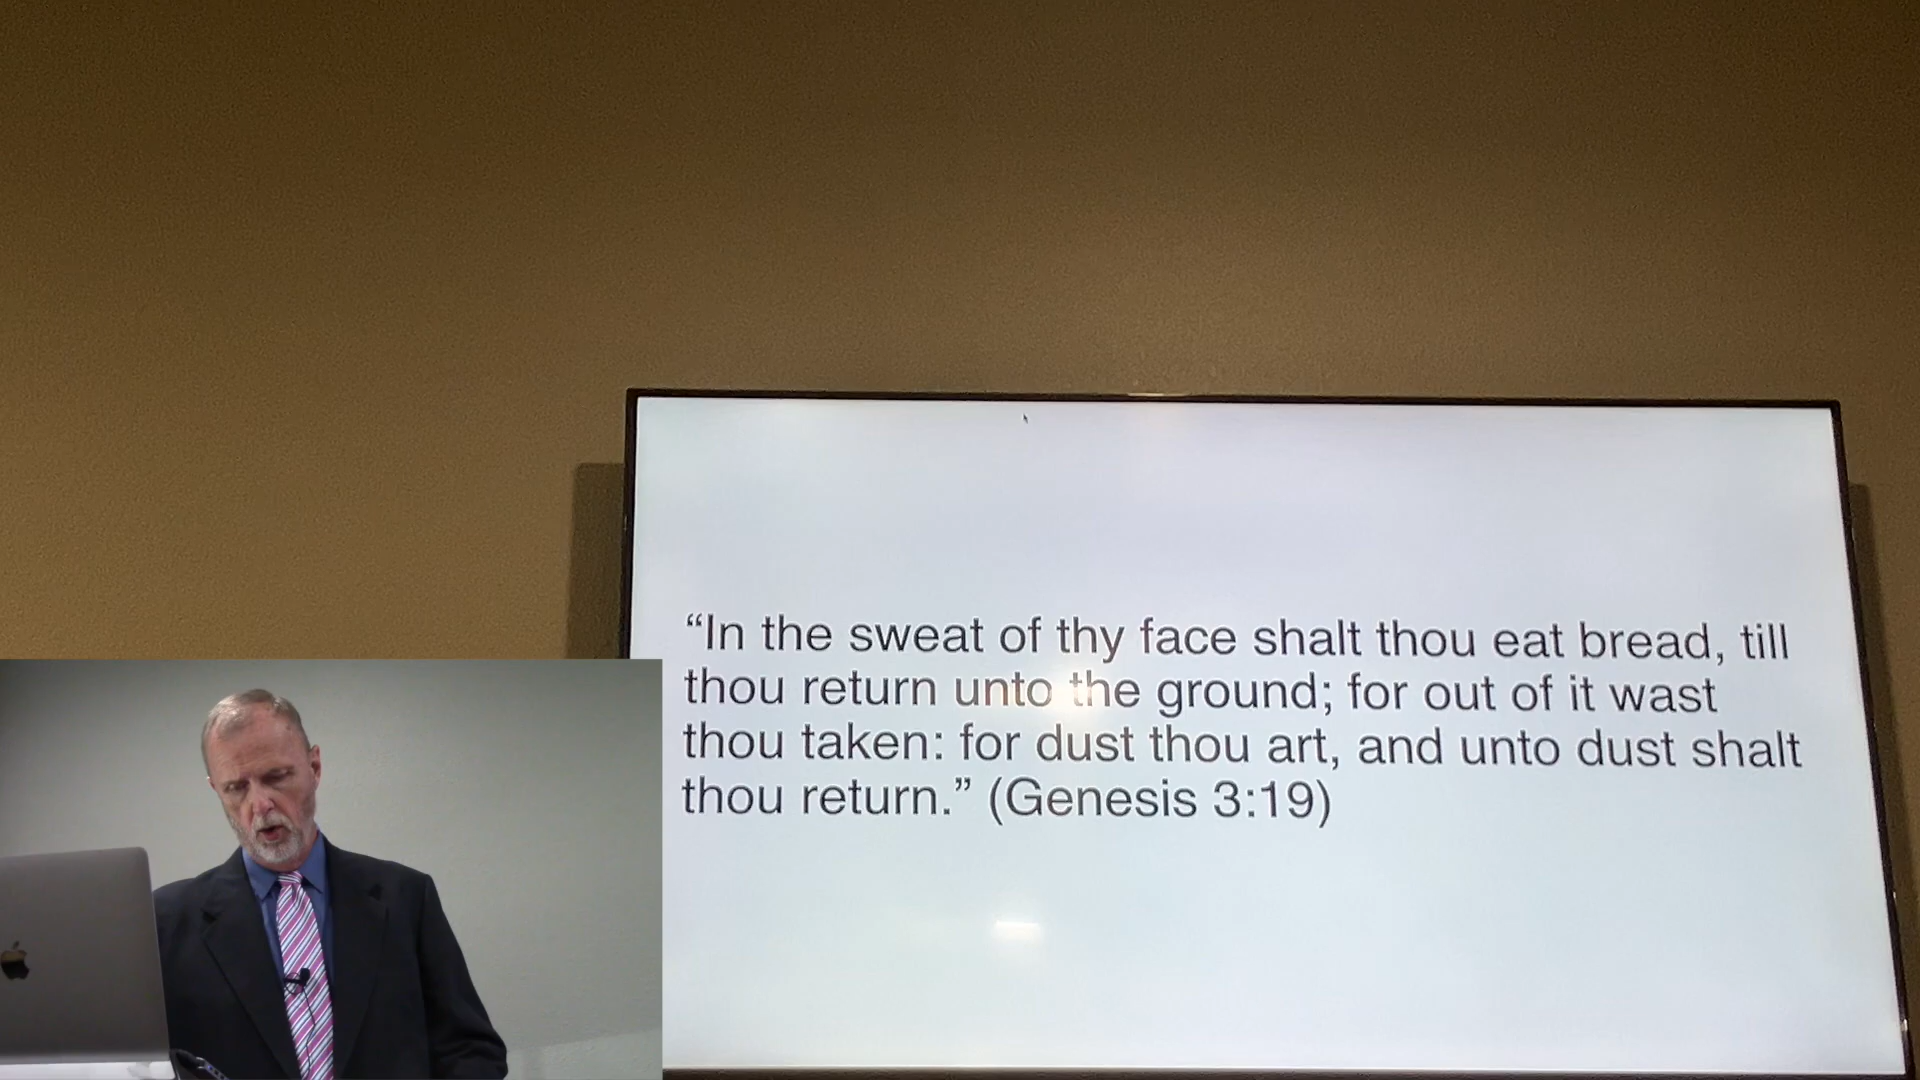 “In the sweat of thy face shalt thou eat bread, till
thou return unto the ground; for out of it wast
thou taken: for dust thou art, and unto dust shalt
thou return.” (Genesis 3:19)